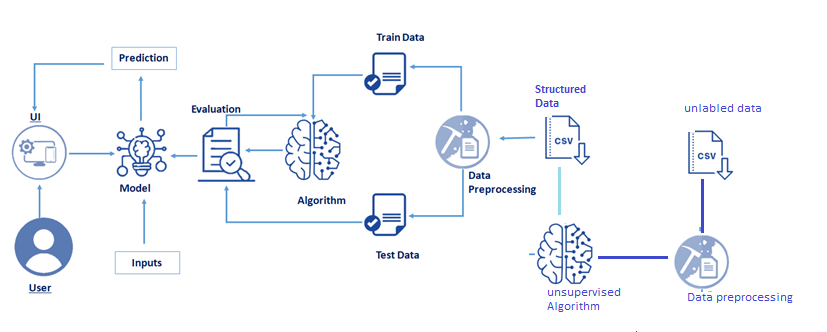 Train Data
Prediction
Structured
Data
Evaluation
unlabled data
UI
CSV
CSV
Data
Preprocessing
Model
Algorithm
Test Data
Inputs
User
unsupervised
Algorithm
Data preprocessing